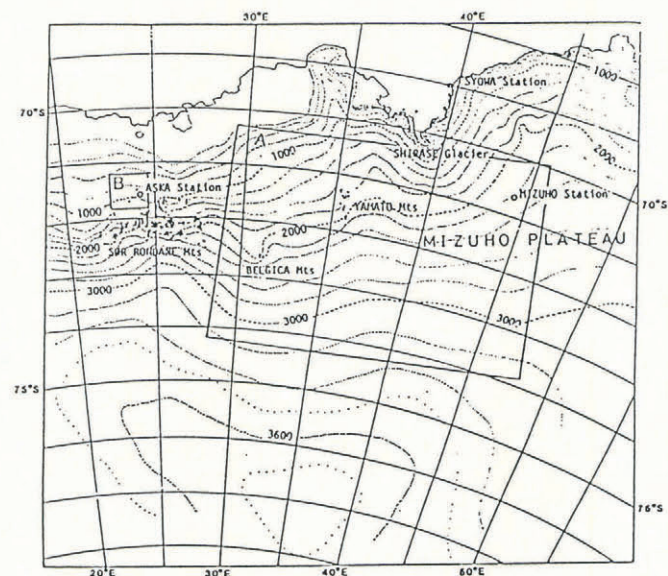 30°E
40°E
SYOWA Station
1000
70°S
A
1000
SHIRASE Glacier
2000
B
ASKA Station
MIZUHO Station
70°S
YAMATO Mts
1000
2000
MIZUHO PLATEAU
2000
SØR RONDANE Mts
BELGICA Mts
3000
3000
3000
75°S
3600
76°S
20°E
30°E
40°E
60°E